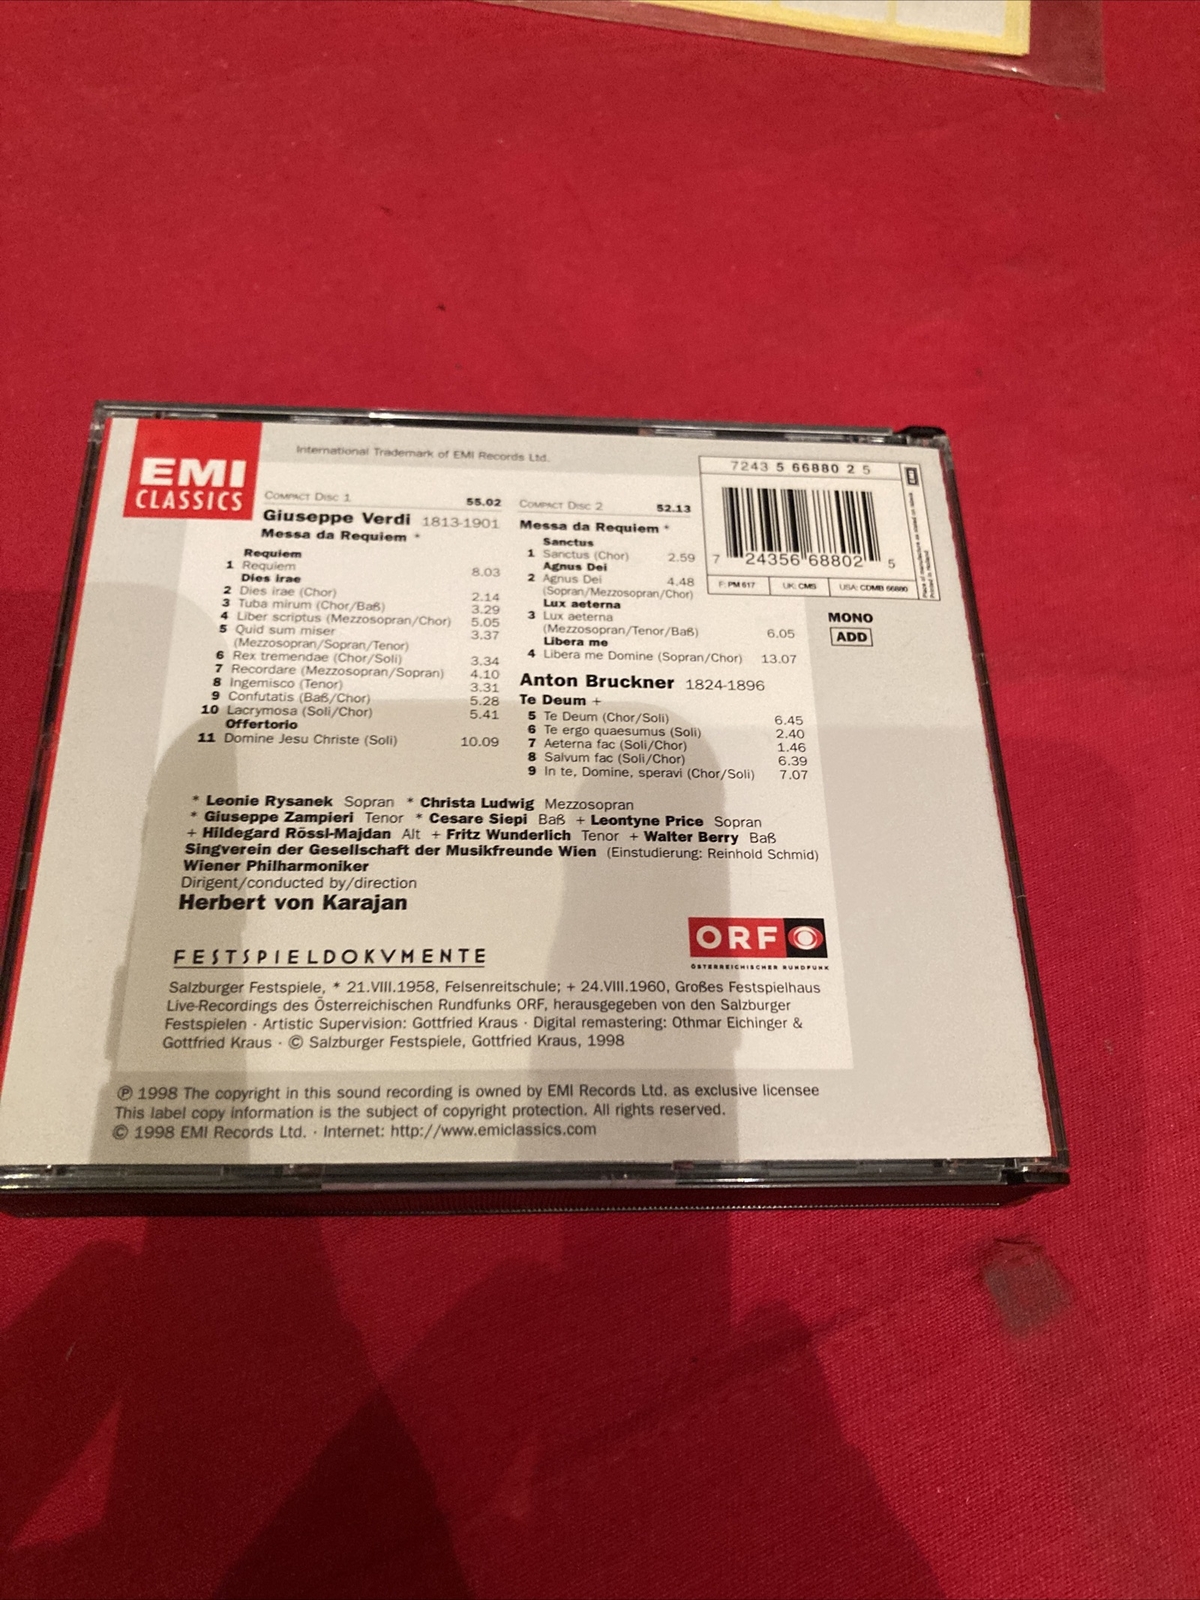 EMI
CLASSICS
International Trademark of EMI Records Ltd.
COMPACT DISC 1 55.02
Giuseppe Verdi 1813-1901
Messa da Requiem *
Requiem
1 Requiem 8.03
Dies irae
2 Dies irae (Chor) 2.14
3 Tuba mirum (Chor/Baß) 3.29
4 Liber scriptus (Mezzosopran/Chor) 5.05
5 Quid sum miser 3.37
(Mezzosopran/Sopran/Tenor)
6 Rex tremendae (Chor/Soli) 3.34
7 Recordare (Mezzosopran/Sopran) 4.10
8 Ingemisco (Tenor) 3.31
9 Confutatis (Baß/Chor) 5.28
10 Lacrymosa (Soli/Chor) 5.41
Offertorio
11 Domine Jesu Christe (Soli) 10.09
COMPACT DISC 2 52.13
Messa da Requiem *
Sanctus
1 Sanctus (Chor) 2.59
Agnus Dei
2 Agnus Dei 4.48
(Sopran/Mezzosopran/Chor)
Lux aeterna
3 Lux aeterna
(Mezzosopran/Tenor/Baß) 6.05
Libera me
4 Libera me Domine (Sopran/Chor) 13.07
Anton Bruckner 1824-1896
Te Deum +
5 Te Deum (Chor/Soli) 6.45
6 Te ergo quaesumus (Soli) 2.40
7 Aeterna fac (Soli/Chor) 1.46
8 Salvum fac (Soli/Chor) 6.39
9 In te, Domine, speravi (Chor/Soli) 7.07
7243 5 66880 2 5
7 24356 68802 5
F: PM 617 UK: CMS USA: CDMB 66880
EMI
Printed in Holland
MONO
ADD
* Leonie Rysanek Sopran * Christa Ludwig Mezzosopran
* Giuseppe Zampieri Tenor * Cesare Siepi Baß + Leontyne Price Sopran
+ Hildegard Rössl-Majdan Alt + Fritz Wunderlich Tenor + Walter Berry Baß
Singverein der Gesellschaft der Musikfreunde Wien (Einstudierung: Reinhold Schmid)
Wiener Philharmoniker
Dirigent/conducted by/direction
Herbert von Karajan
ORF
ÖSTERREICHISCHER RUNDFUNK
FESTSPIELDOKVMENTE
Salzburger Festspiele, * 21.VIII.1958, Felsenreitschule; + 24.VIII.1960, Großes Festspielhaus
Live-Recordings des Österreichischen Rundfunks ORF, herausgegeben von den Salzburger
Festspielen · Artistic Supervision: Gottfried Kraus · Digital remastering: Othmar Eichinger &
Gottfried Kraus · © Salzburger Festspiele, Gottfried Kraus, 1998
℗ 1998 The copyright in this sound recording is owned by EMI Records Ltd. as exclusive licensee
This label copy information is the subject of copyright protection. All rights reserved.
© 1998 EMI Records Ltd. · Internet: http://www.emiclassics.com